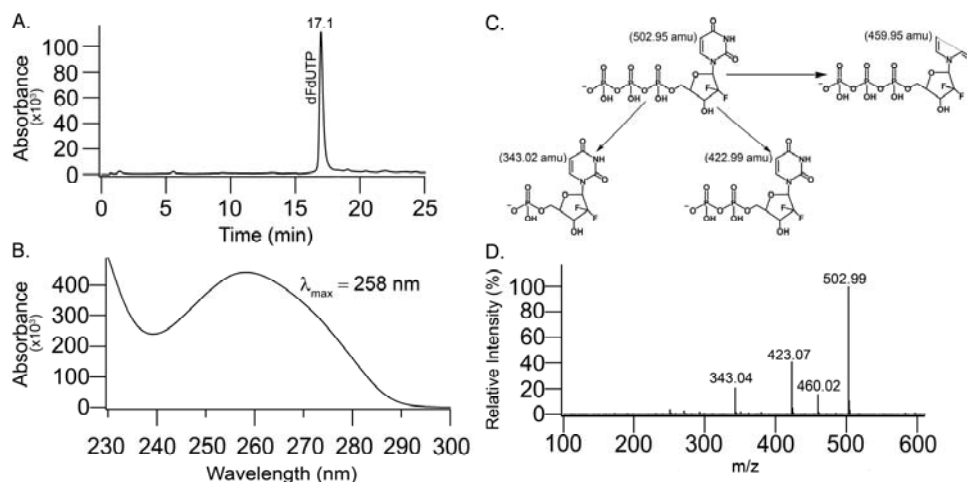 A.
17.1
dFdUTP
Absorbance
(x10³)
100
80
60
40
20
0
0 5 10 15 20 25
Time (min)
B.
λmax = 258 nm
Absorbance
(x10³)
400
300
200
100
0
230 240 250 260 270 280 290 300
Wavelength (nm)
C.
(502.95 amu)
(459.95 amu)
(343.02 amu)
(422.99 amu)
D.
502.99
423.07
343.04
460.02
Relative Intensity (%)
100
80
60
40
20
0
100 200 300 400 500 600
m/z